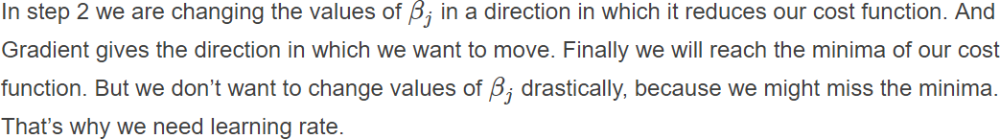 In step 2 we are changing the values of βj in a direction in which it reduces our cost function. And
Gradient gives the direction in which we want to move. Finally we will reach the minima of our cost
function. But we don’t want to change values of βj drastically, because we might miss the minima.
That’s why we need learning rate.